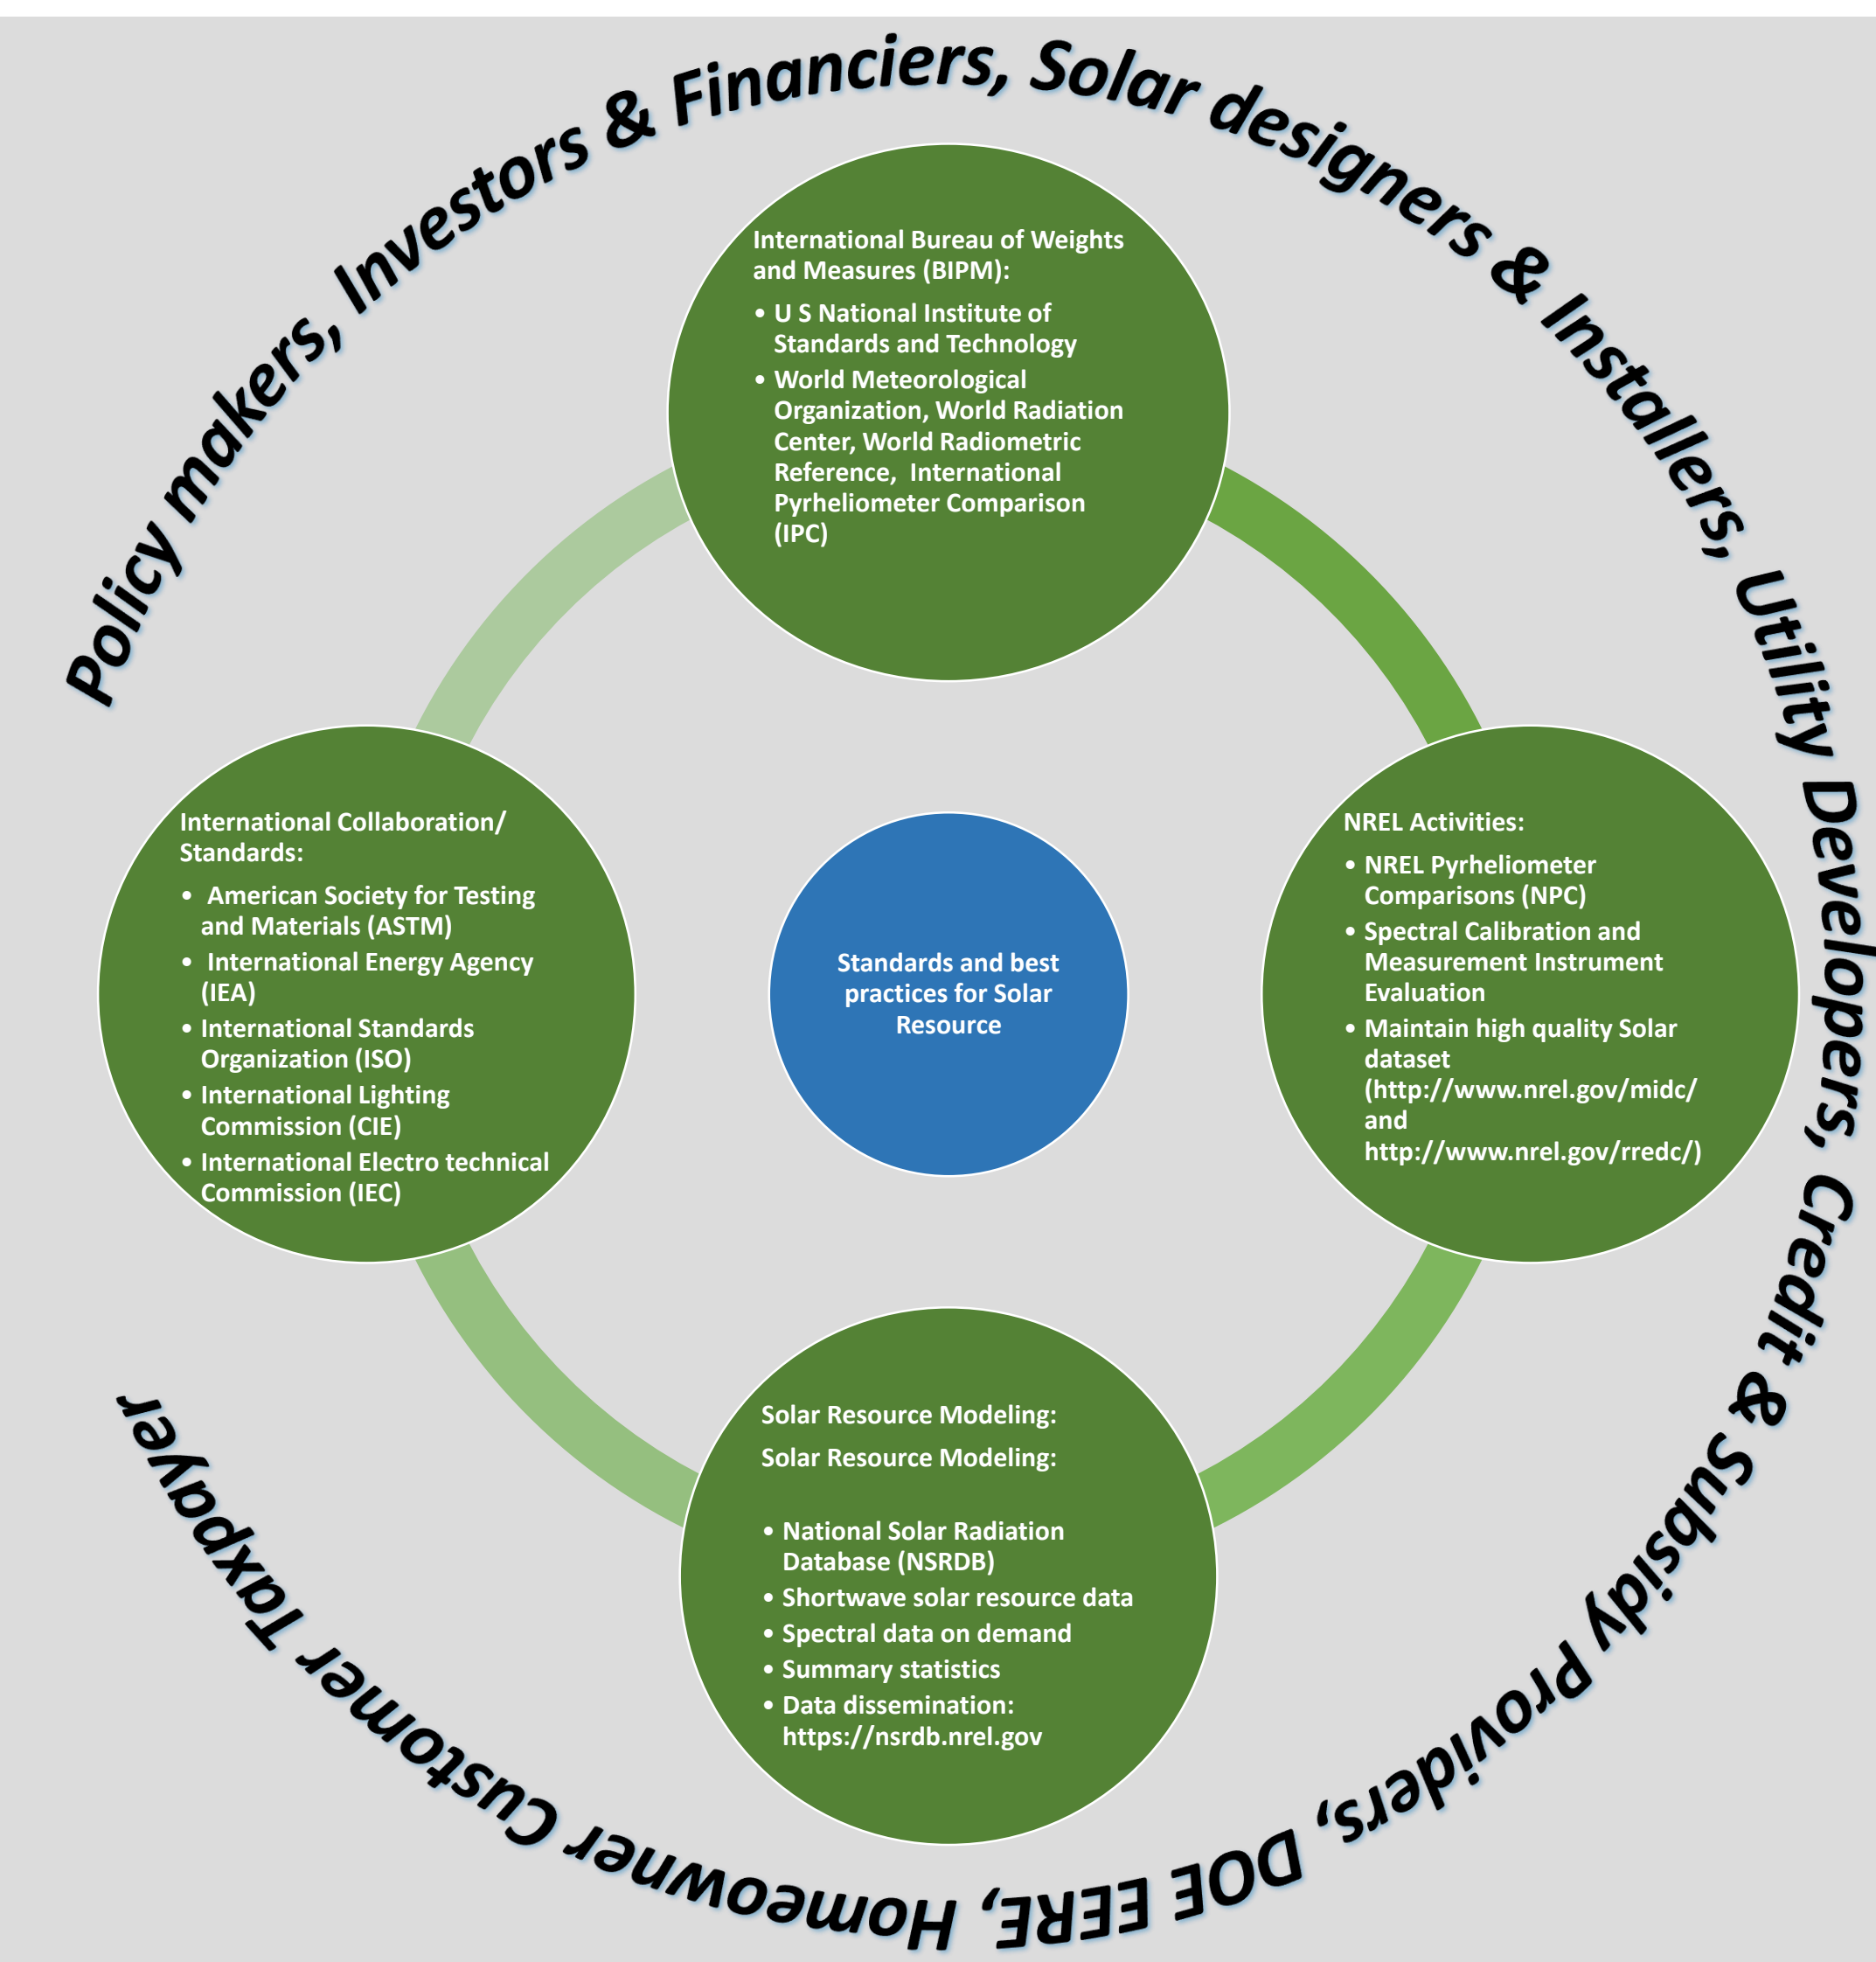 Policy makers, Investors & Financiers, Solar designers & Installers, Utility Developers, Credit & Subsidy Providers, DOE EERE, Homeowner Customer Taxpayer
International Bureau of Weights
and Measures (BIPM):
• U S National Institute of
Standards and Technology
• World Meteorological
Organization, World Radiation
Center, World Radiometric
Reference, International
Pyrheliometer Comparison
(IPC)
NREL Activities:
• NREL Pyrheliometer
Comparisons (NPC)
• Spectral Calibration and
Measurement Instrument
Evaluation
• Maintain high quality Solar
dataset
(http://www.nrel.gov/midc/
and
http://www.nrel.gov/rredc/)
Solar Resource Modeling:
Solar Resource Modeling:
• National Solar Radiation
Database (NSRDB)
• Shortwave solar resource data
• Spectral data on demand
• Summary statistics
• Data dissemination:
https://nsrdb.nrel.gov
International Collaboration/
Standards:
• American Society for Testing
and Materials (ASTM)
• International Energy Agency
(IEA)
• International Standards
Organization (ISO)
• International Lighting
Commission (CIE)
• International Electro technical
Commission (IEC)
Standards and best
practices for Solar
Resource